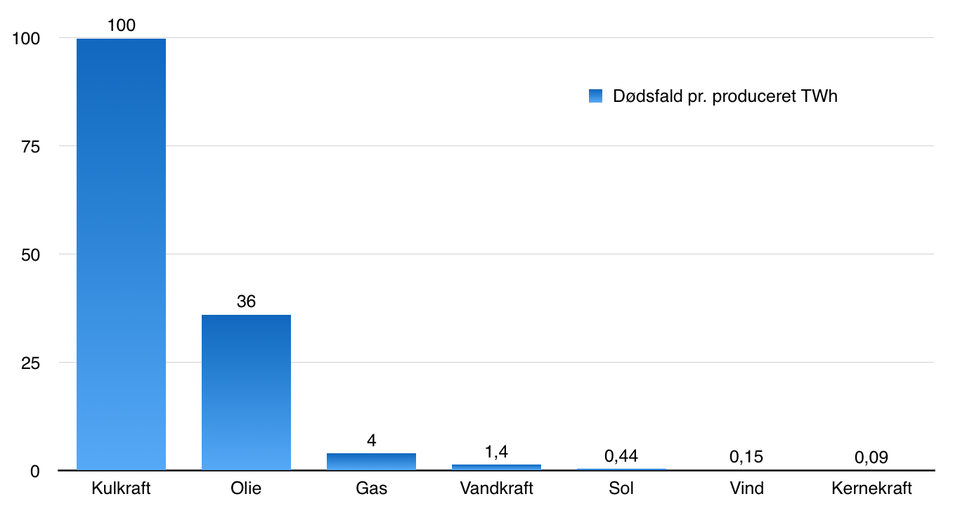 100
100
Dødsfald pr. produceret TWh
75
50
36
25
4
1,4
0,44
0,15
0,09
0
Kulkraft
Olie
Gas
Vandkraft
Sol
Vind
Kernekraft